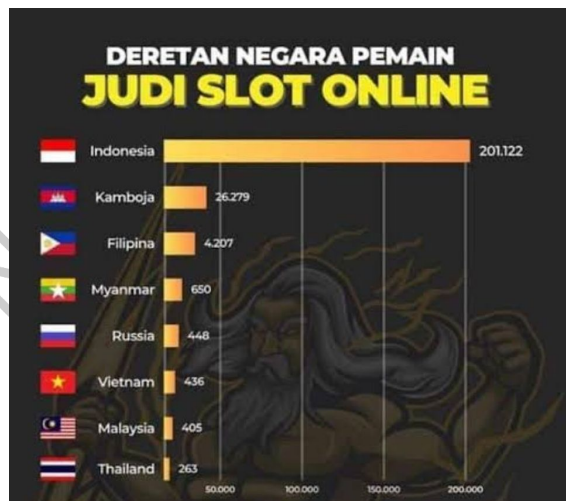 DERETAN NEGARA PEMAIN
JUDI SLOT ONLINE
Indonesia 201.122
Kamboja 26.279
Filipina 4.207
Myanmar 650
Russia 448
Vietnam 436
Malaysia 405
Thailand 263
50.000 100.000 150.000 200.000